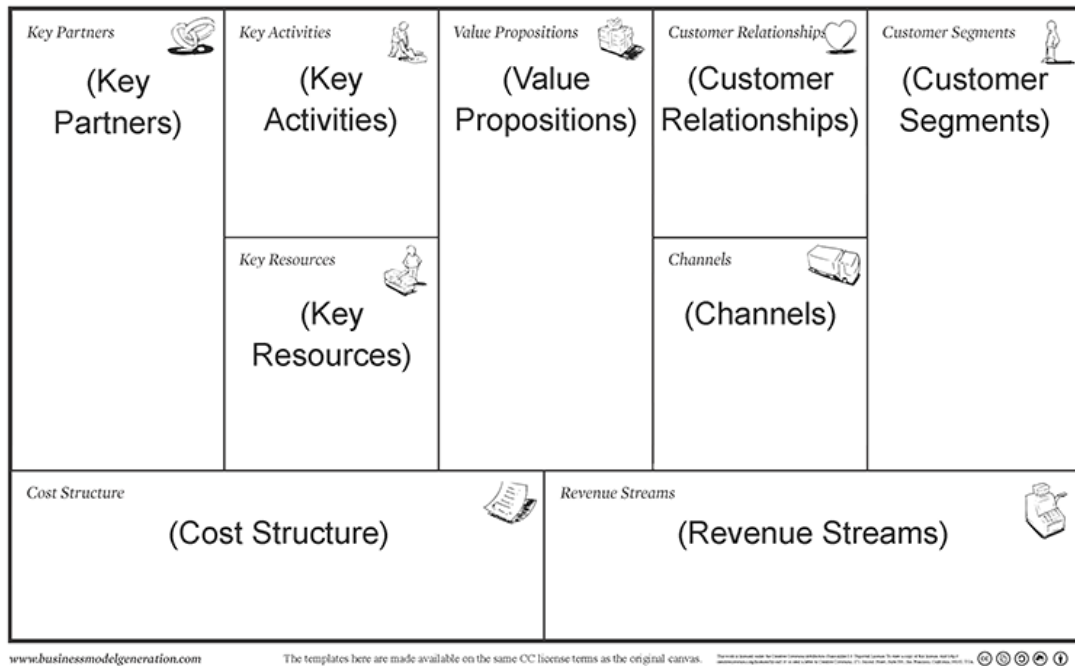 Key Partners
(Key
Partners)
Key Activities
(Key
Activities)
Key Resources
(Key
Resources)
Value Propositions
(Value
Propositions)
Customer Relationships
(Customer
Relationships)
Channels
(Channels)
Customer Segments
(Customer
Segments)
Cost Structure
(Cost Structure)
Revenue Streams
(Revenue Streams)
www.businessmodelgeneration.com
The templates here are made available on the same CC license terms as the original canvas.